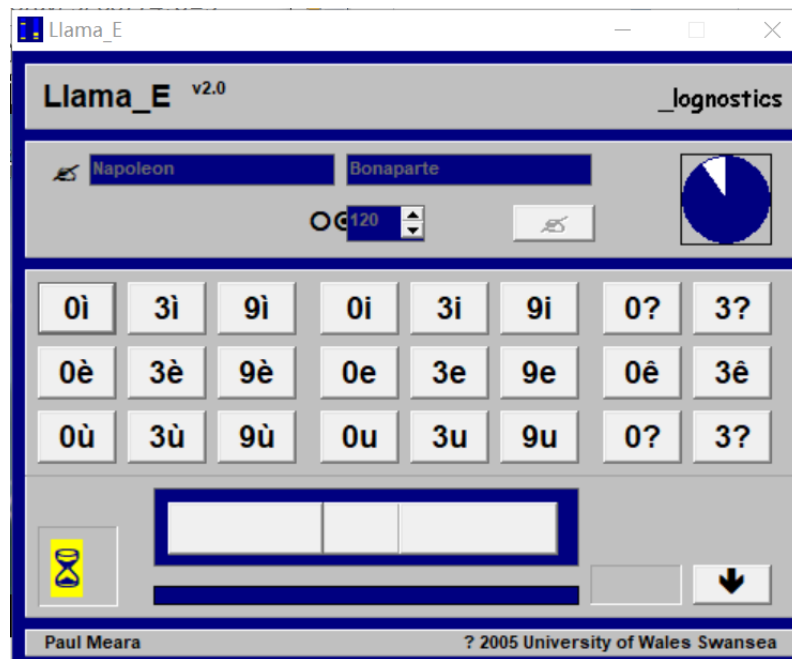 Llama_E
Llama_E v2.0 _lognostics
Napoleon Bonaparte
120
0ì 3ì 9ì 0i 3i 9i 0? 3?
0è 3è 9è 0e 3e 9e 0ê 3ê
0ù 3ù 9ù 0u 3u 9u 0? 3?
Paul Meara ? 2005 University of Wales Swansea